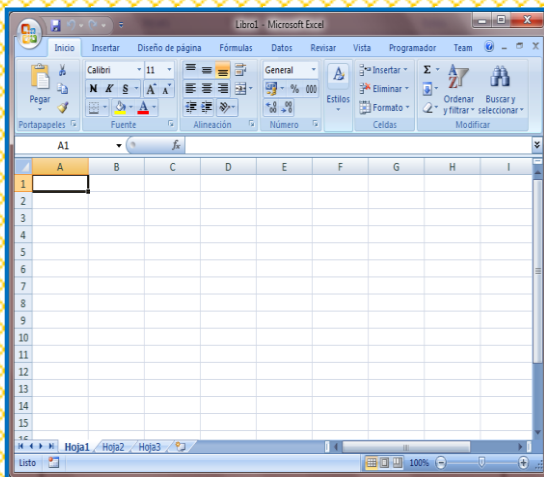 Libro1 - Microsoft Excel
Inicio Insertar Diseño de página Fórmulas Datos Revisar Vista Programador Team
Pegar
Portapapeles
Calibri 11
N K S A A
A
Fuente
Alineación
General
% 000
Número
Estilos
Insertar
Eliminar
Formato
Celdas
Σ
Ordenar y filtrar
Buscar y seleccionar
Modificar
A1 fx
A B C D E F G H I
1
2
3
4
5
6
7
8
9
10
11
12
13
14
15
16
Hoja1 Hoja2 Hoja3
Listo 100%